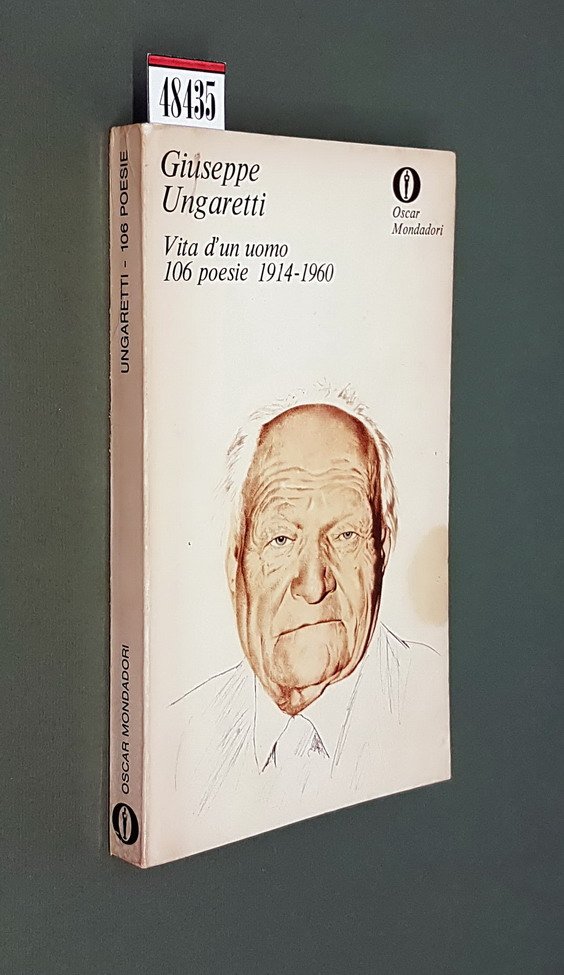 48435
Giuseppe
Ungaretti
Vita d'un uomo
106 poesie 1914-1960
Oscar
Mondadori
UNGARETTI - 106 POESIE
OSCAR MONDADORI